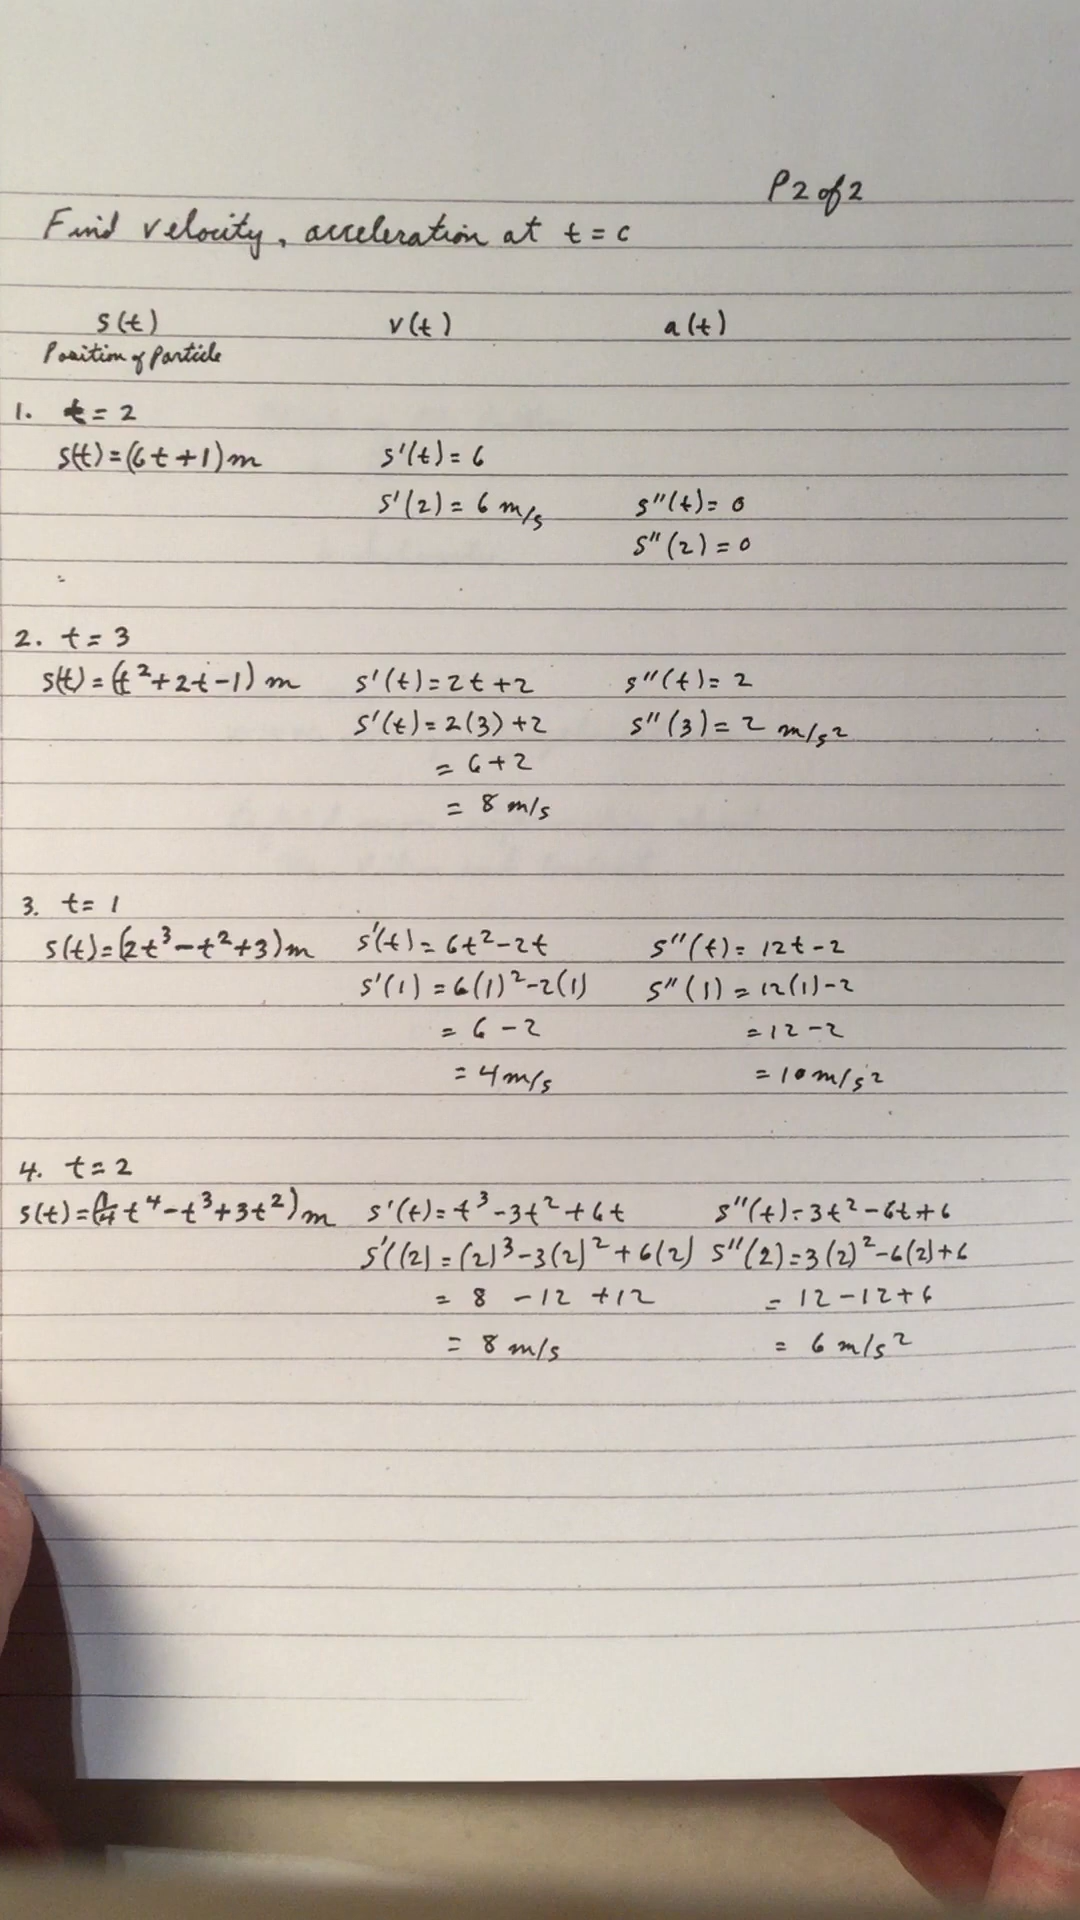 P2 of 2
Find velocity, acceleration at t = c
s(t) v(t) a(t)
Position of particle
1. t = 2
s(t) = (6t + 1) m s'(t) = 6
s'(2) = 6 m/s s''(t) = 0
s''(2) = 0
2. t = 3
s(t) = (t² + 2t - 1) m s'(t) = 2t + 2 s''(t) = 2
s'(t) = 2(3) + 2 s''(3) = 2 m/s²
= 6 + 2
= 8 m/s
3. t = 1
s(t) = (2t³ - t² + 3) m s'(t) = 6t² - 2t s''(t) = 12t - 2
s'(1) = 6(1)² - 2(1) s''(1) = 12(1) - 2
= 6 - 2 = 12 - 2
= 4 m/s = 10 m/s²
4. t = 2
s(t) = (1/4 t⁴ - t³ + 3t²) m s'(t) = t³ - 3t² + 6t s''(t) = 3t² - 6t + 6
s'(2) = (2)³ - 3(2)² + 6(2) s''(2) = 3(2)² - 6(2) + 6
= 8 - 12 + 12 = 12 - 12 + 6
= 8 m/s = 6 m/s²